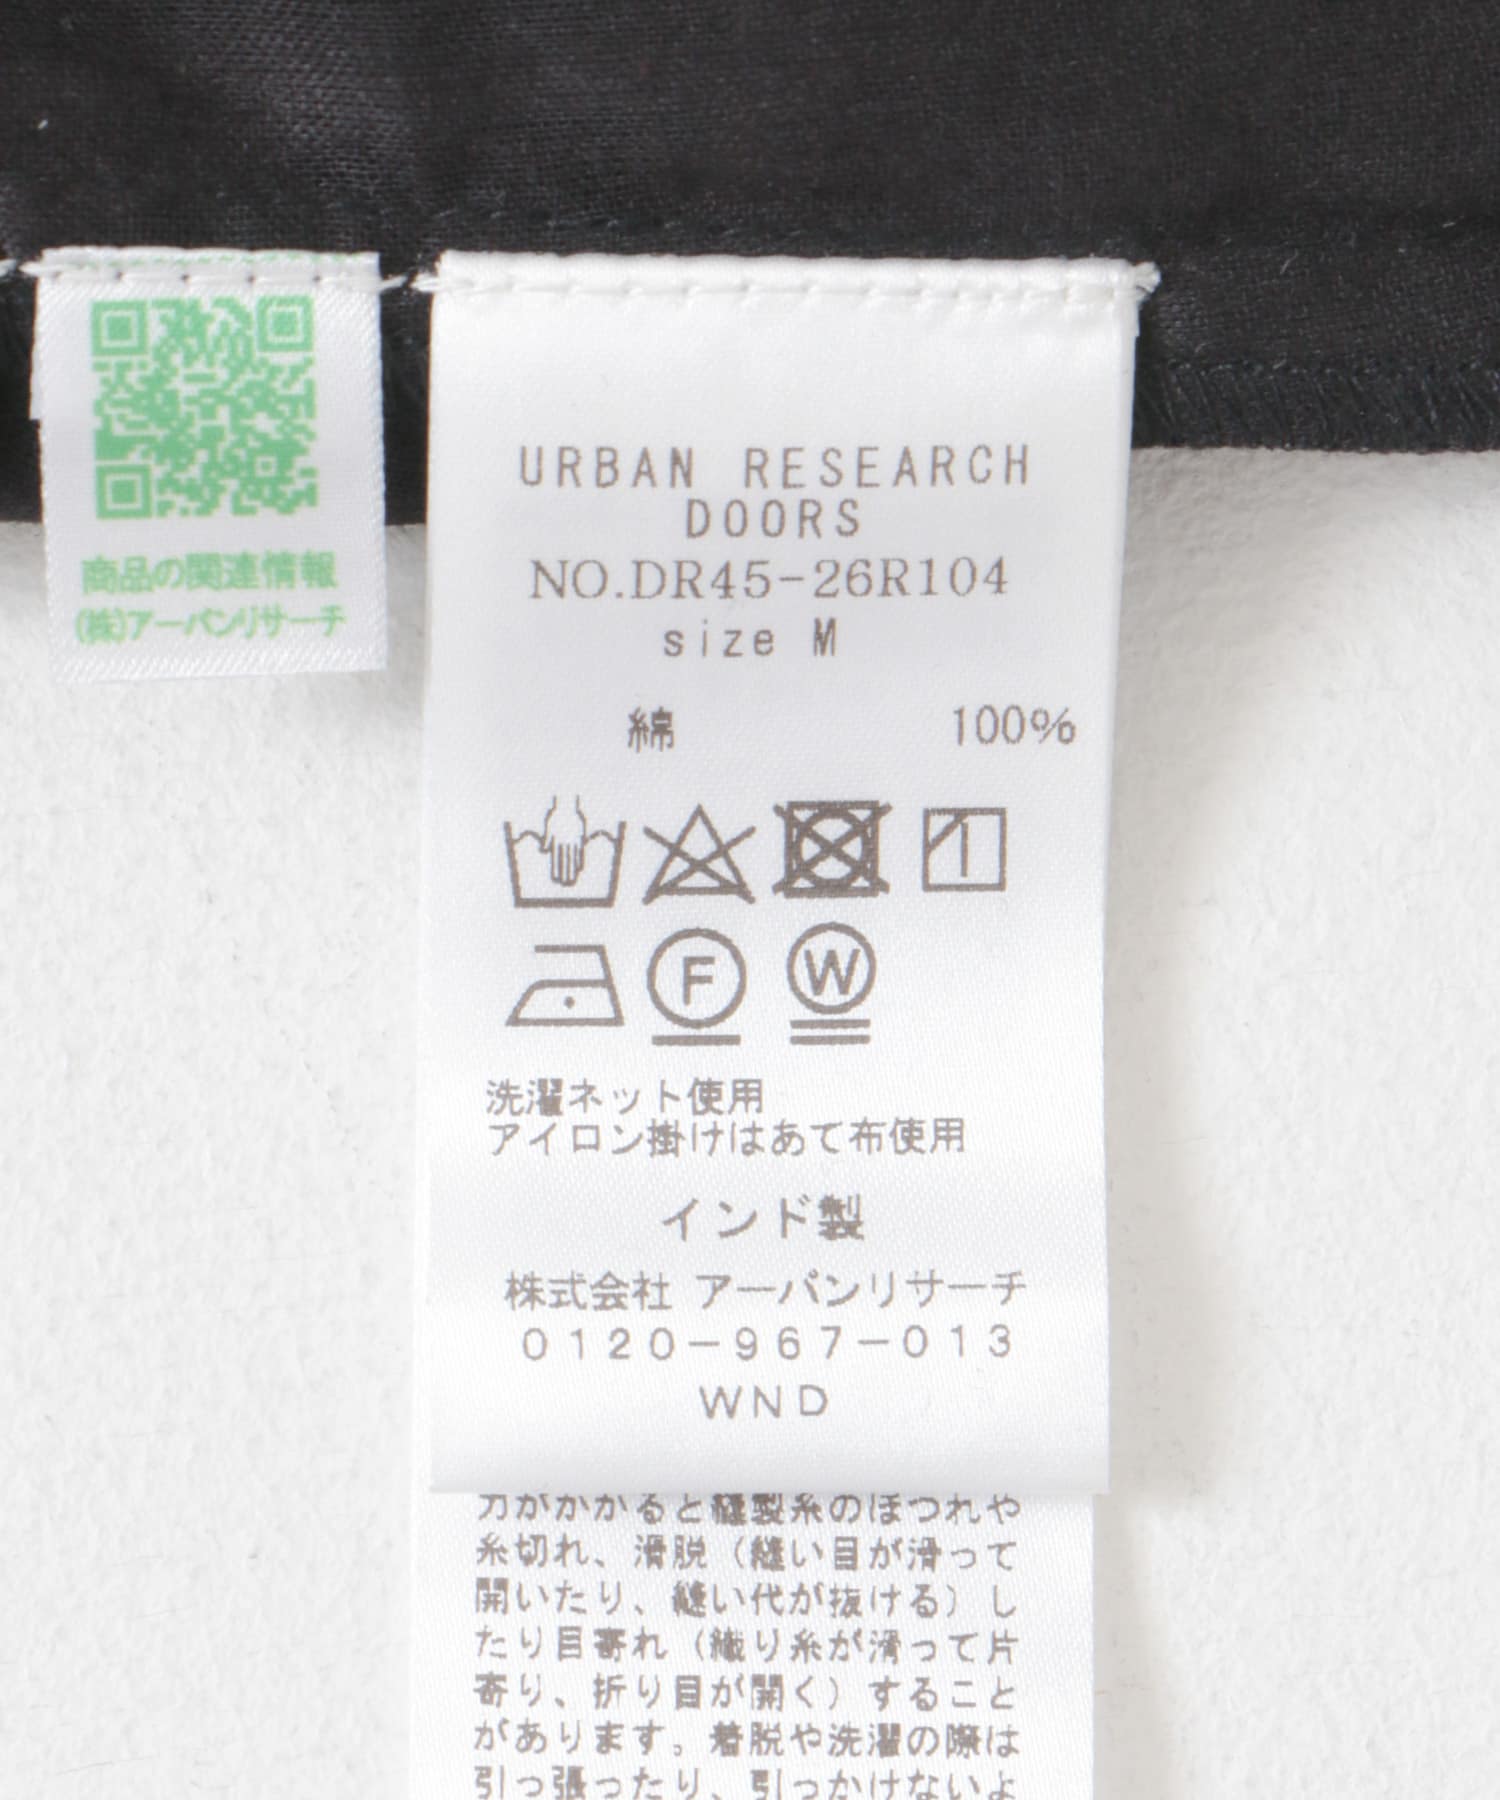 商品の関連情報
(株)アーバンリサーチ
URBAN RESEARCH
DOORS
NO.DR45-26R104
size M
綿 100%
F W
洗濯ネット使用
アイロン掛けはあて布使用
インド製
株式会社 アーバンリサーチ
0120-967-013
WND
力がかかると縫製糸のほつれや
糸切れ、滑脱（縫い目が滑って
開いたり、縫い代が抜ける）し
たり目寄れ（織り糸が滑って片
寄り、折り目が開く）すること
があります。着脱や洗濯の際は
引っ張ったり、引っかけないよ